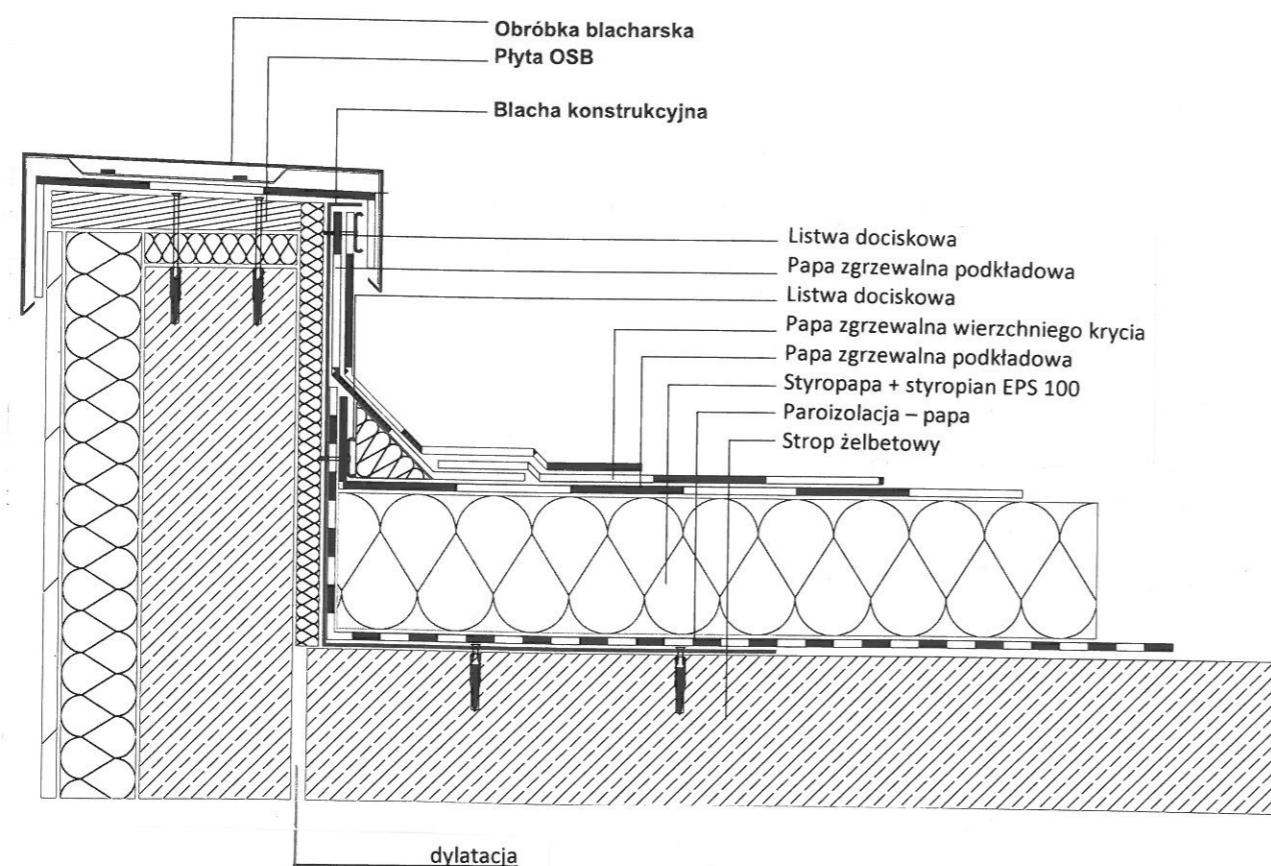 Obróbka blacharska
Płyta OSB
Blacha konstrukcyjna
Listwa dociskowa
Papa zgrzewalna podkładowa
Listwa dociskowa
Papa zgrzewalna wierzchniego krycia
Papa zgrzewalna podkładowa
Styropapa + styropian EPS 100
Paroizolacja – papa
Strop żelbetowy
dylatacja